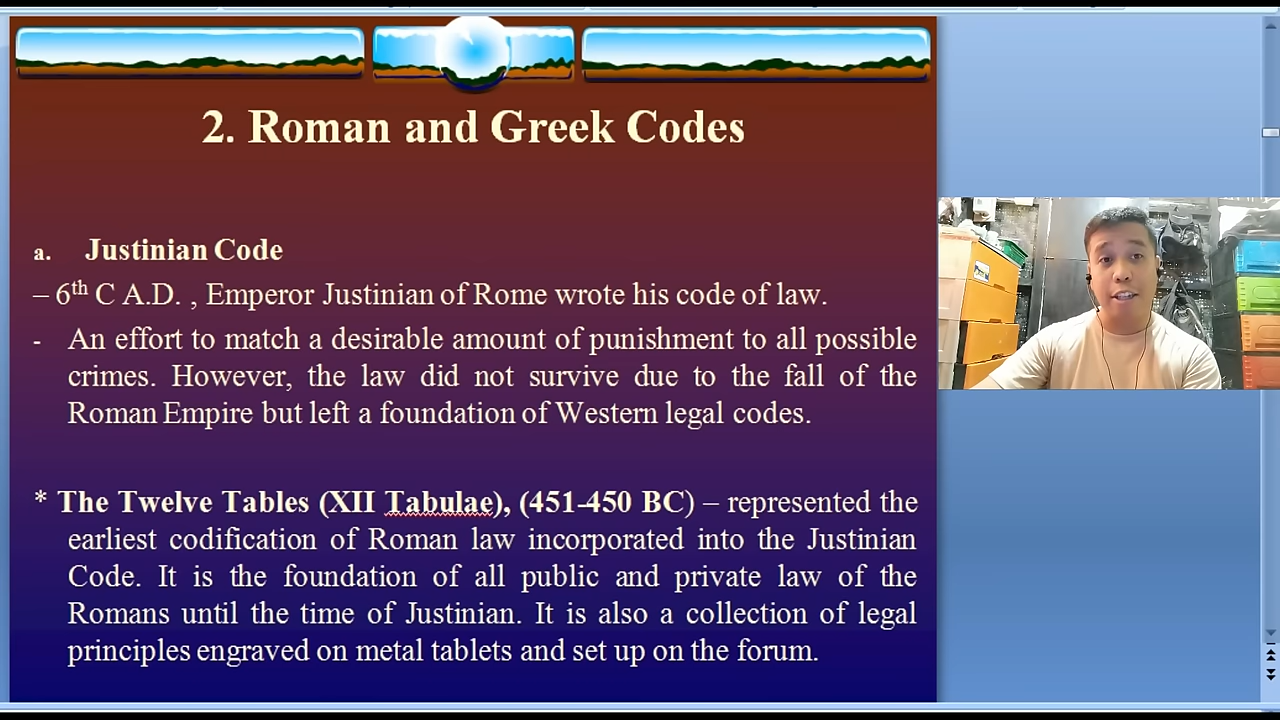 2. Roman and Greek Codes
a. Justinian Code
– 6th C A.D. , Emperor Justinian of Rome wrote his code of law.
- An effort to match a desirable amount of punishment to all possible
crimes. However, the law did not survive due to the fall of the
Roman Empire but left a foundation of Western legal codes.
* The Twelve Tables (XII Tabulae), (451-450 BC) – represented the
earliest codification of Roman law incorporated into the Justinian
Code. It is the foundation of all public and private law of the
Romans until the time of Justinian. It is also a collection of legal
principles engraved on metal tablets and set up on the forum.